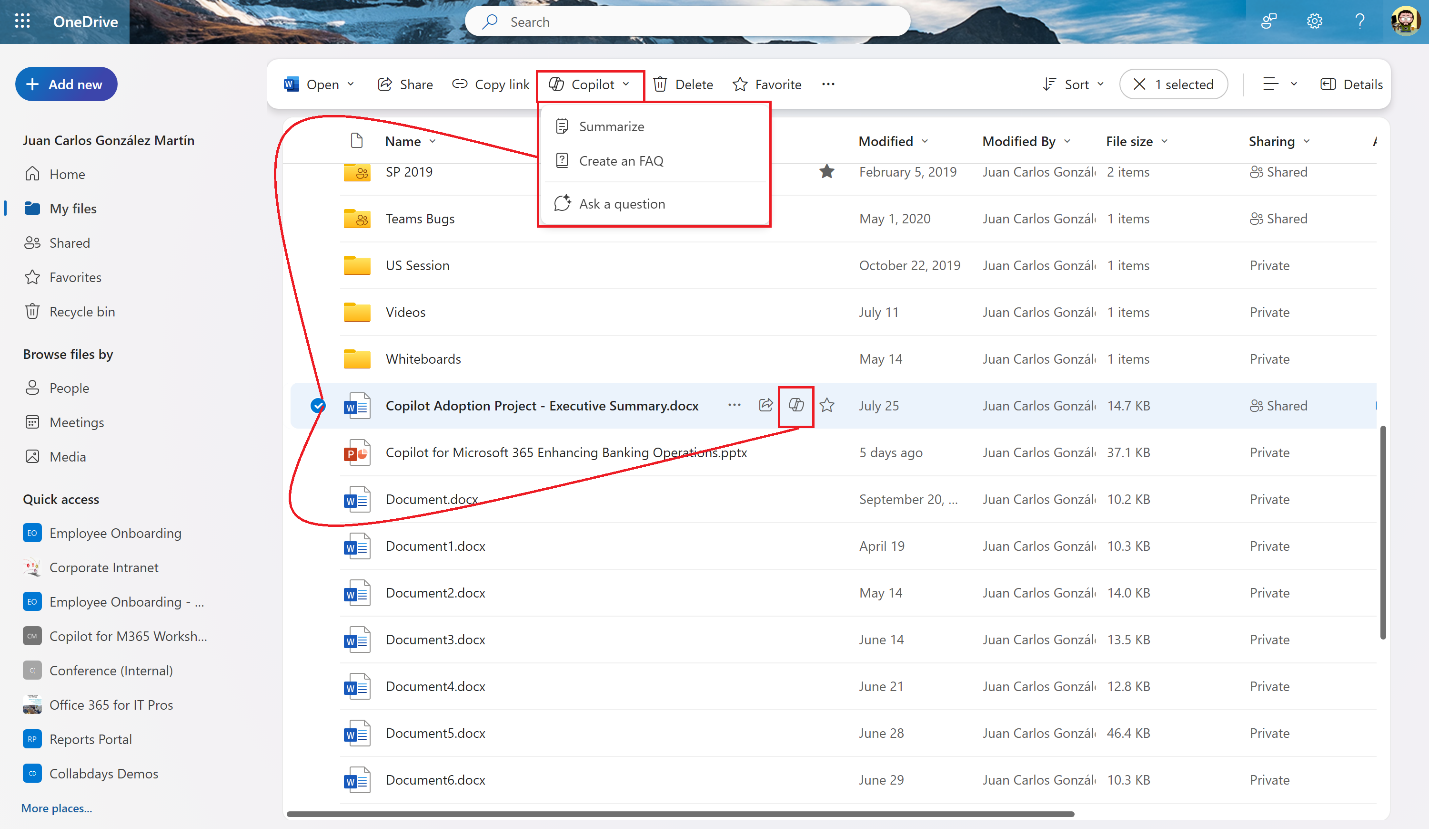 OneDrive
Search
Add new
Open
Share
Copy link
Copilot
Delete
Favorite
Sort
1 selected
Details
Summarize
Create an FAQ
Ask a question
Juan Carlos González Martín
Home
My files
Shared
Favorites
Recycle bin
Browse files by
People
Meetings
Media
Quick access
EO Employee Onboarding
Corporate Intranet
EO Employee Onboarding - ...
CM Copilot for M365 Worksh...
C Conference (Internal)
Office 365 for IT Pros
RP Reports Portal
CD Collabdays Demos
More places...
Name Modified Modified By File size Sharing
SP 2019 February 5, 2019 Juan Carlos Gonzál 2 items Shared
Teams Bugs May 1, 2020 Juan Carlos Gonzál 1 items Shared
US Session October 22, 2019 Juan Carlos Gonzál 1 items Private
Videos July 11 Juan Carlos Gonzál 1 items Private
Whiteboards May 14 Juan Carlos Gonzál 1 items Private
Copilot Adoption Project - Executive Summary.docx July 25 Juan Carlos Gonzál 14.7 KB Shared
Copilot for Microsoft 365 Enhancing Banking Operations.pptx 5 days ago Juan Carlos Gonzál 37.1 KB Private
Document.docx September 20, ... Juan Carlos Gonzál 10.2 KB Private
Document1.docx April 19 Juan Carlos Gonzál 10.3 KB Private
Document2.docx May 14 Juan Carlos Gonzál 14.0 KB Private
Document3.docx June 14 Juan Carlos Gonzál 13.5 KB Private
Document4.docx June 21 Juan Carlos Gonzál 12.8 KB Private
Document5.docx June 28 Juan Carlos Gonzál 46.4 KB Private
Document6.docx June 29 Juan Carlos Gonzál 10.3 KB Private